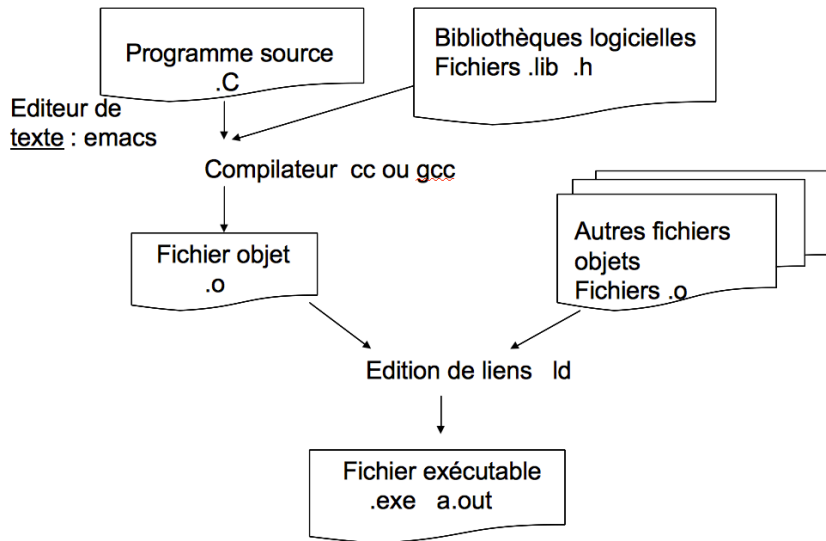 Programme source
.C
Bibliothèques logicielles
Fichiers .lib .h
Editeur de
texte : emacs
Compilateur cc ou gcc
Fichier objet
.o
Autres fichiers
objets
Fichiers .o
Edition de liens ld
Fichier exécutable
.exe a.out